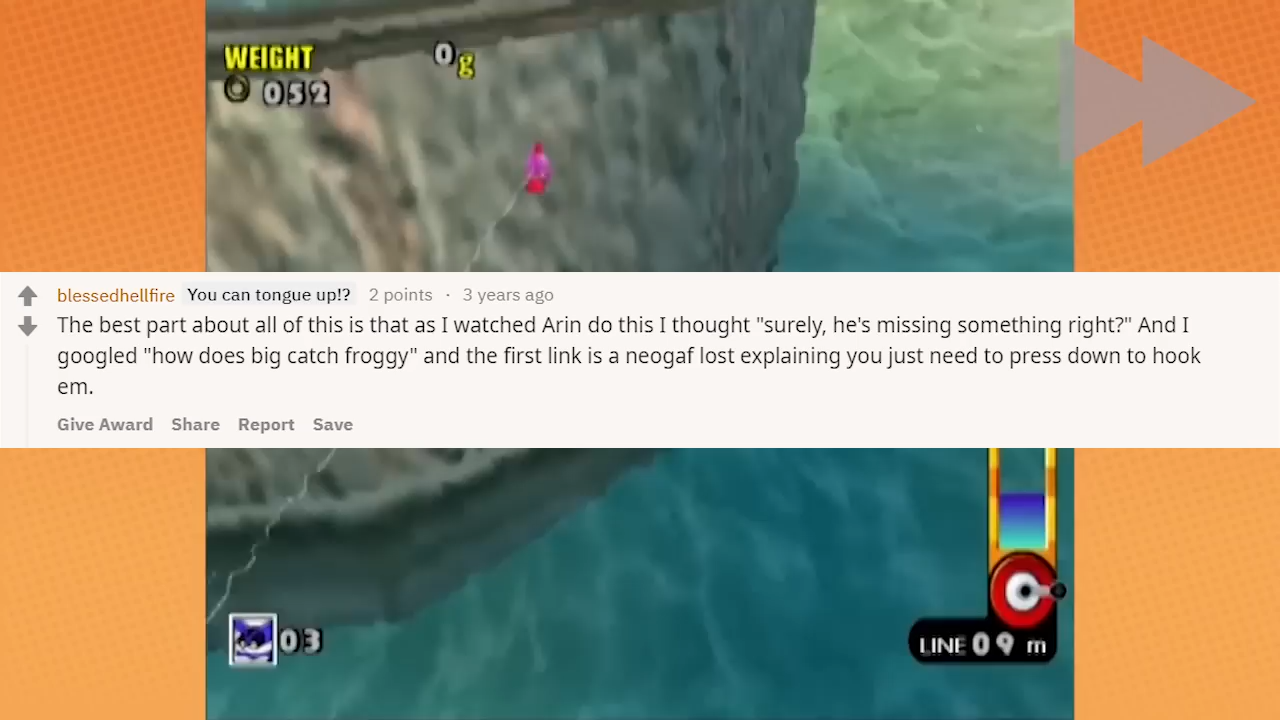 WEIGHT 0g
052
blessedhellfire You can tongue up!? 2 points · 3 years ago
The best part about all of this is that as I watched Arin do this I thought "surely, he's missing something right?" And I
googled "how does big catch froggy" and the first link is a neogaf lost explaining you just need to press down to hook
em.
Give Award Share Report Save
03
LINE 09 m